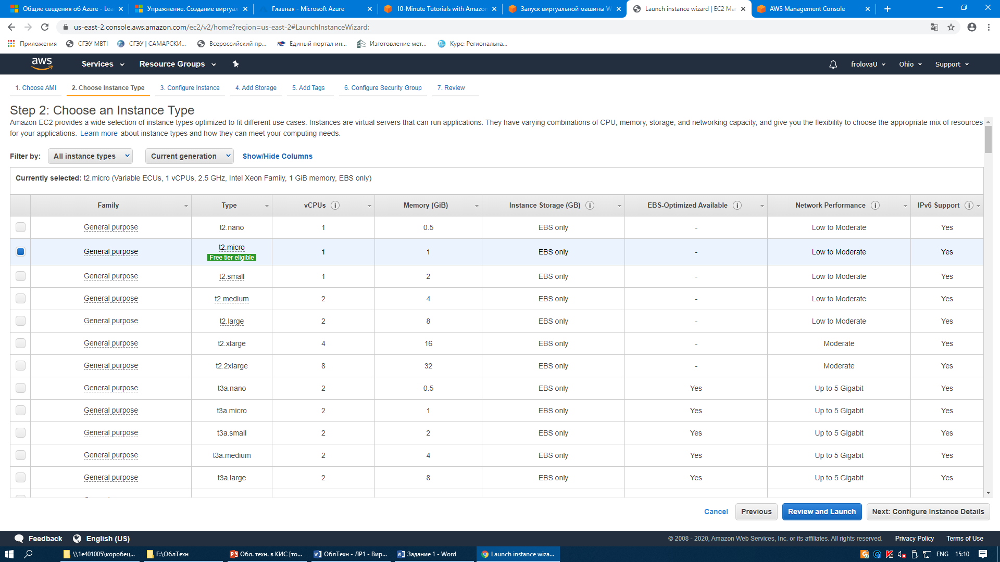 Общие сведения об Azure - Lea
Упражнение. Создание виртуал
Главная - Microsoft Azure
10-Minute Tutorials with Amazon
Запуск виртуальной машины W
Launch instance wizard | EC2 Ma
AWS Management Console
us-east-2.console.aws.amazon.com/ec2/v2/home?region=us-east-2#LaunchInstanceWizard:
Приложения
СГЭУ МВТI
СГЭУ | САМАРСКИ...
Всероссийский пр...
Единый портал ин...
Изготовление мет...
Курс: Региональна...
aws
Services
Resource Groups
frolovaU
Ohio
Support
1. Choose AMI
2. Choose Instance Type
3. Configure Instance
4. Add Storage
5. Add Tags
6. Configure Security Group
7. Review
Step 2: Choose an Instance Type
Amazon EC2 provides a wide selection of instance types optimized to fit different use cases. Instances are virtual servers that can run applications. They have varying combinations of CPU, memory, storage, and networking capacity, and give you the flexibility to choose the appropriate mix of resources
for your applications. Learn more about instance types and how they can meet your computing needs.
Filter by: All instance types Current generation Show/Hide Columns
Currently selected: t2.micro (Variable ECUs, 1 vCPUs, 2.5 GHz, Intel Xeon Family, 1 GiB memory, EBS only)
Family Type vCPUs Memory (GiB) Instance Storage (GB) EBS-Optimized Available Network Performance IPv6 Support
General purpose t2.nano 1 0.5 EBS only - Low to Moderate Yes
General purpose t2.micro Free tier eligible 1 1 EBS only - Low to Moderate Yes
General purpose t2.small 1 2 EBS only - Low to Moderate Yes
General purpose t2.medium 2 4 EBS only - Low to Moderate Yes
General purpose t2.large 2 8 EBS only - Low to Moderate Yes
General purpose t2.xlarge 4 16 EBS only - Moderate Yes
General purpose t2.2xlarge 8 32 EBS only - Moderate Yes
General purpose t3a.nano 2 0.5 EBS only Yes Up to 5 Gigabit Yes
General purpose t3a.micro 2 1 EBS only Yes Up to 5 Gigabit Yes
General purpose t3a.small 2 2 EBS only Yes Up to 5 Gigabit Yes
General purpose t3a.medium 2 4 EBS only Yes Up to 5 Gigabit Yes
General purpose t3a.large 2 8 EBS only Yes Up to 5 Gigabit Yes
Cancel
Previous
Review and Launch
Next: Configure Instance Details
Feedback
English (US)
© 2008 - 2020, Amazon Web Services, Inc. or its affiliates. All rights reserved.
Privacy Policy
Terms of Use
\\1e401005\коробец...
F:\ОблТехн
Обл. техн. в КИС [то...
ОблТехн - ЛР1 - Вир...
Задание 1 - Word
Launch instance wiza...
ENG
15:10